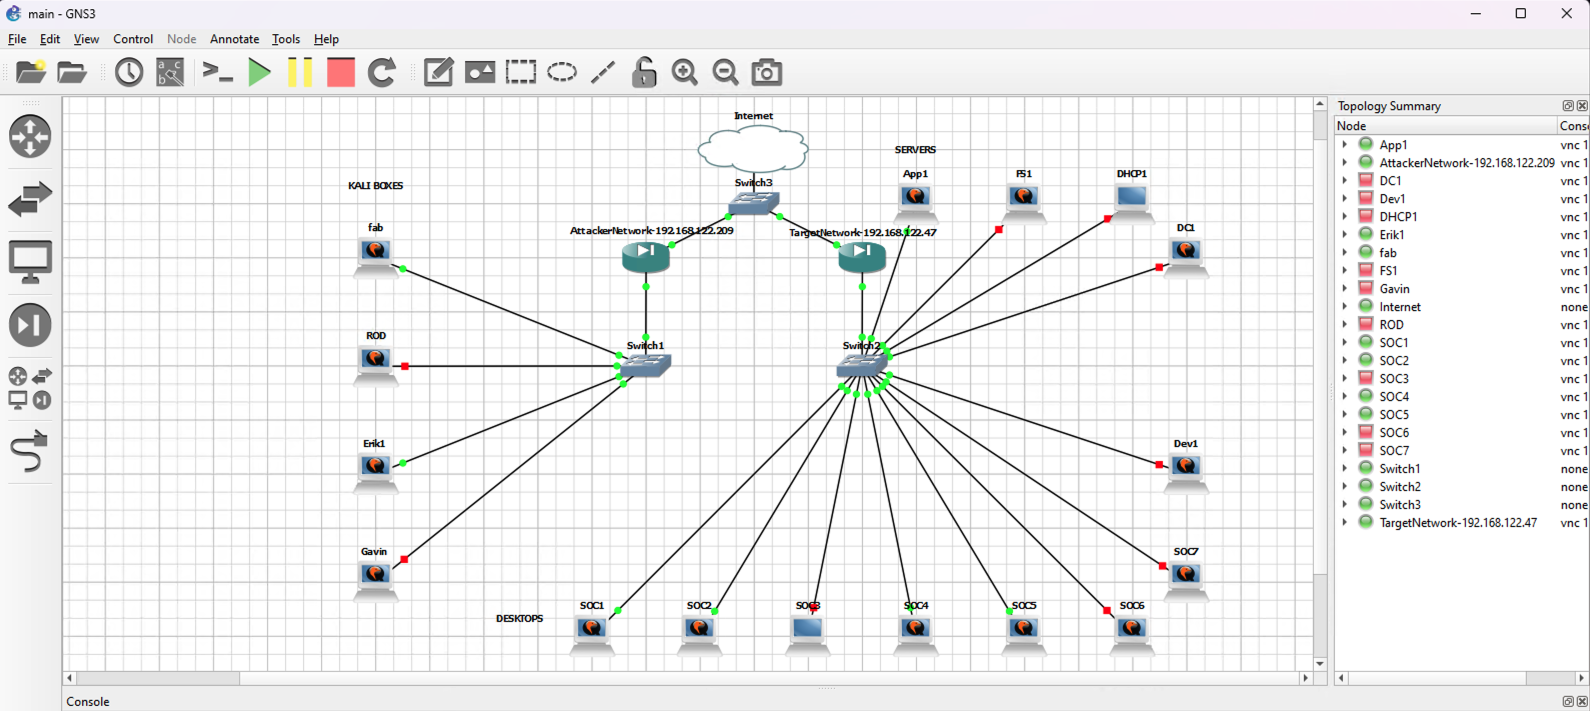 main - GNS3
File Edit View Control Node Annotate Tools Help
Internet
SERVERS
Switch3
App1
FS1
DHCP1
KALI BOXES
fab
AttackerNetwork-192.168.122.209
TargetNetwork-192.168.122.47
DC1
ROD
Switch1
Switch2
Erik1
Dev1
Gavin
SOC7
DESKTOPS
SOC1
SOC2
SOC3
SOC4
SOC5
SOC6
Console
Topology Summary
Node Cons
App1 vnc 1
AttackerNetwork-192.168.122.209 vnc 1
DC1 vnc 1
Dev1 vnc 1
DHCP1 vnc 1
Erik1 vnc 1
fab vnc 1
FS1 vnc 1
Gavin vnc 1
Internet none
ROD vnc 1
SOC1 vnc 1
SOC2 vnc 1
SOC3 vnc 1
SOC4 vnc 1
SOC5 vnc 1
SOC6 vnc 1
SOC7 vnc 1
Switch1 none
Switch2 none
Switch3 none
TargetNetwork-192.168.122.47 vnc 1